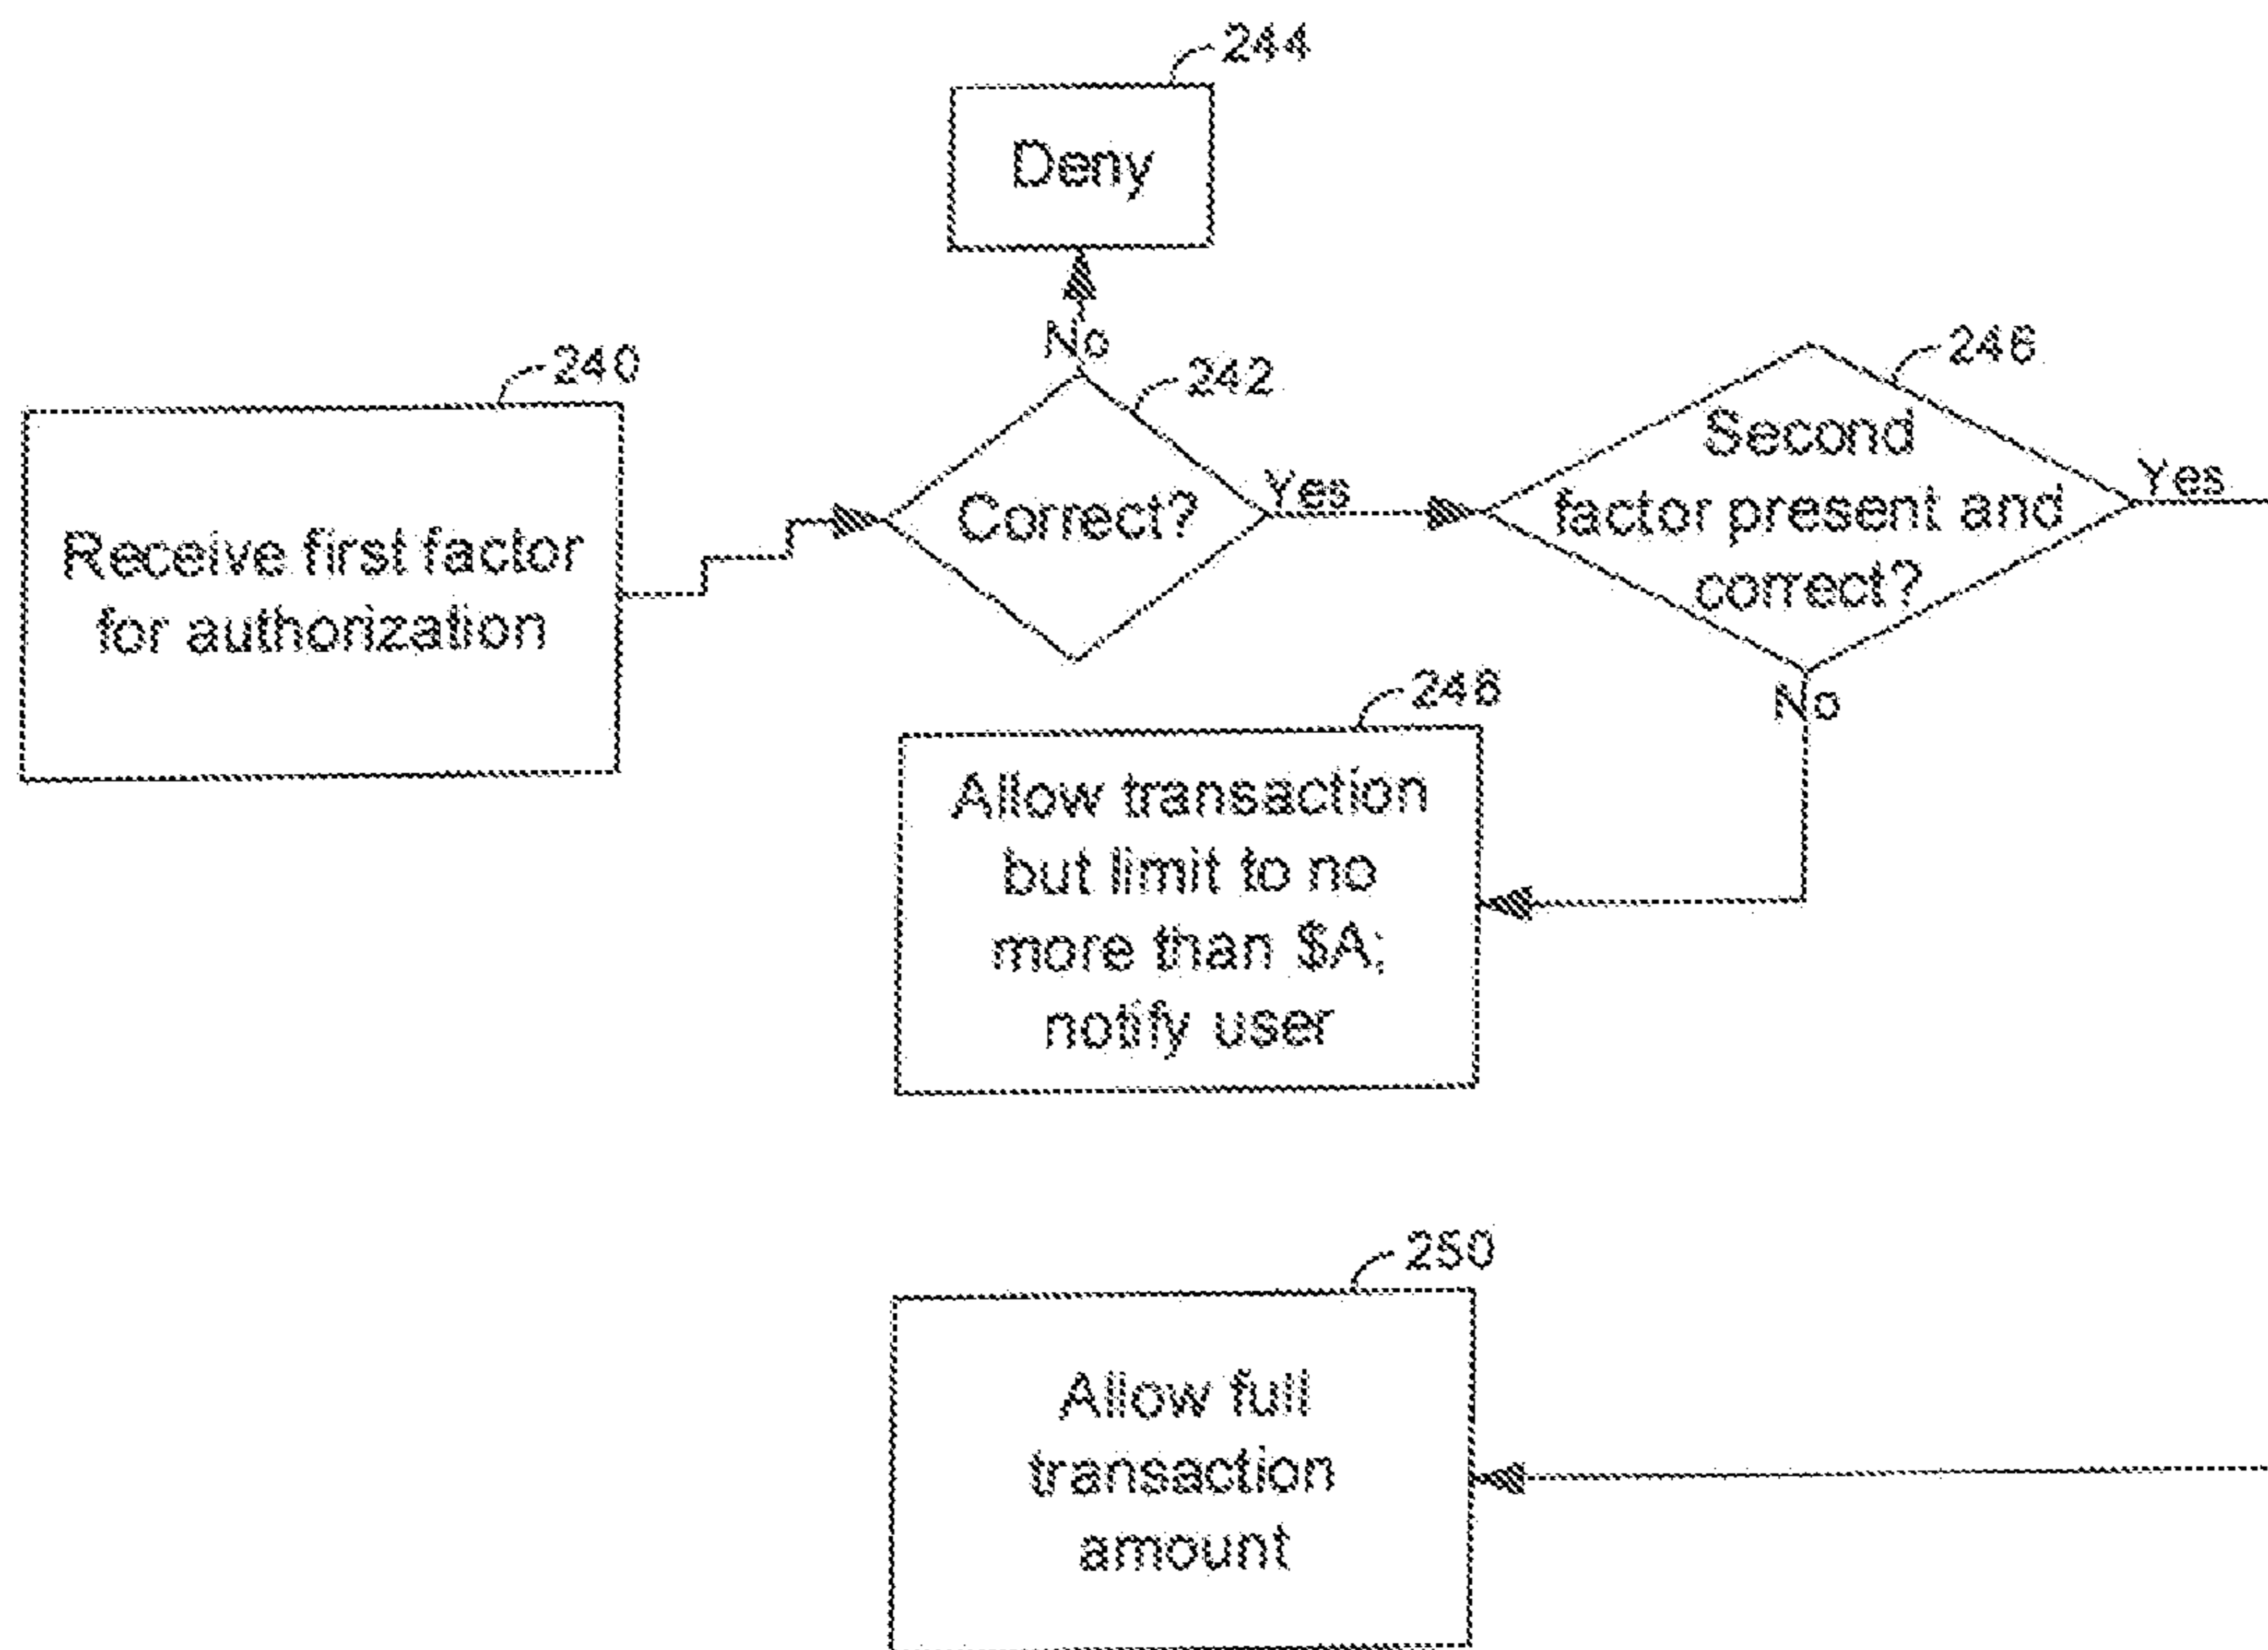 244
Deny
No
240
242
246
Receive first factor
for authorization
Correct?
Yes
Second
factor present and
correct?
Yes
No
248
Allow transaction
but limit to no
more than $A;
notify user
250
Allow full
transaction
amount